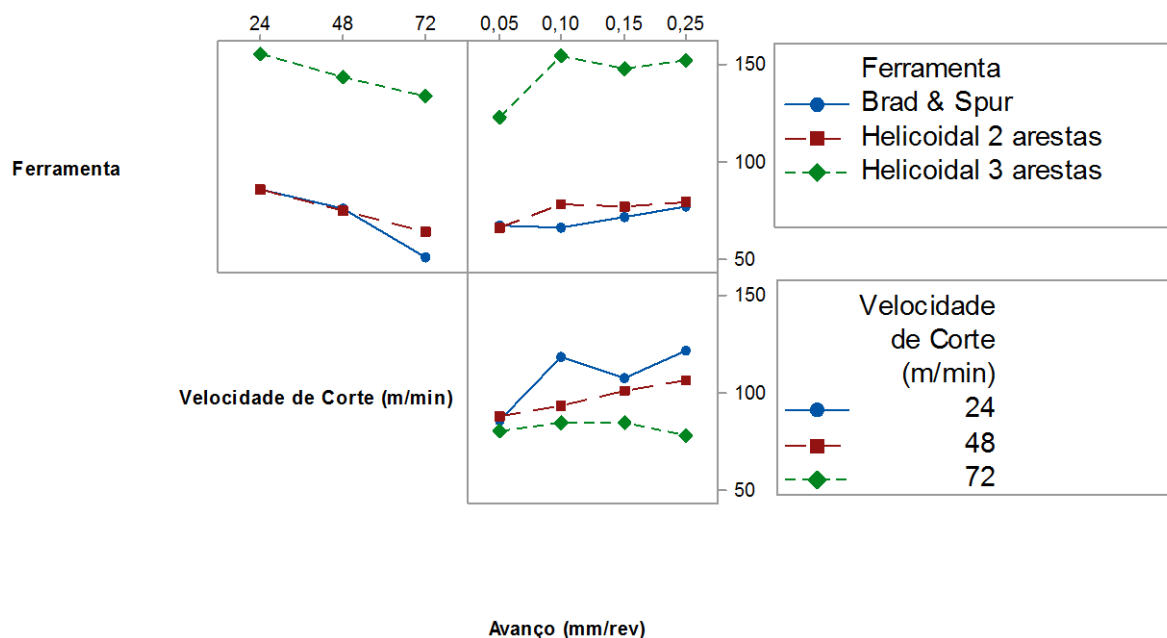 24 48 72 0,05 0,10 0,15 0,25
150
100
50
Ferramenta
Ferramenta
Brad & Spur
Helicoidal 2 arestas
Helicoidal 3 arestas
150
100
50
Velocidade de Corte (m/min)
Velocidade
de Corte
(m/min)
24
48
72
Avanço (mm/rev)